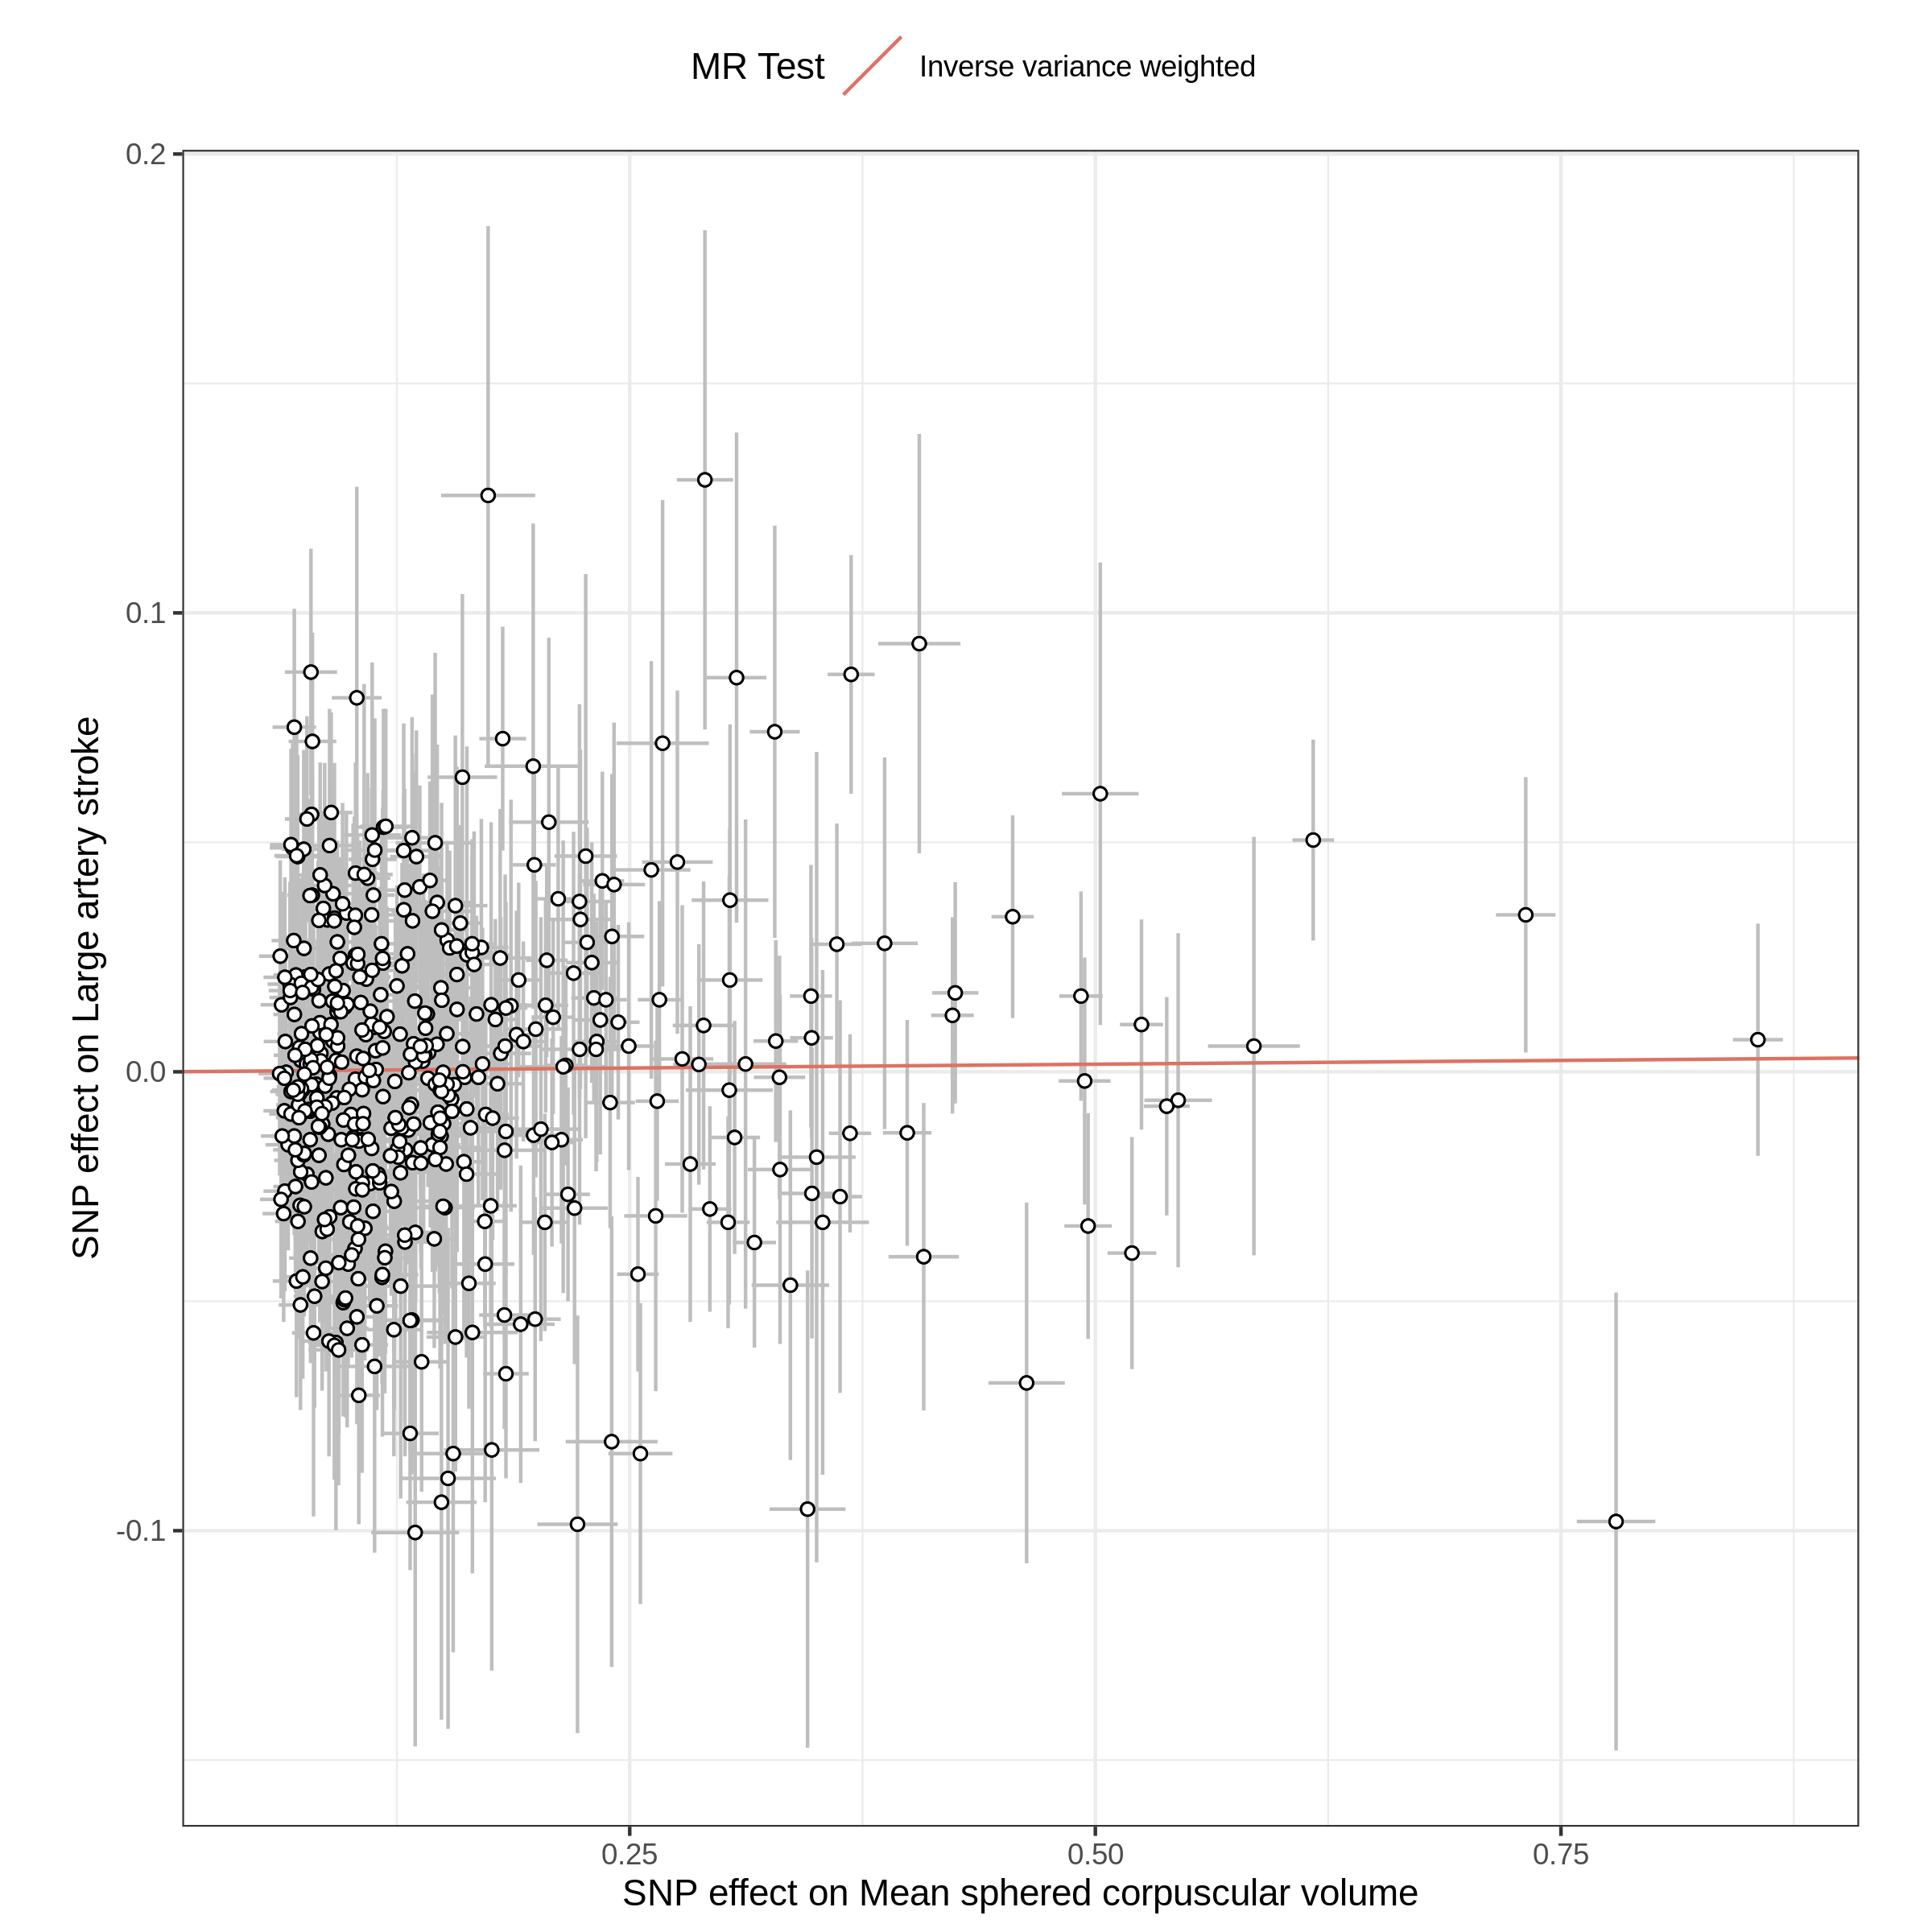 MR Test Inverse variance weighted
0.2
0.1
0.0
-0.1
SNP effect on Large artery stroke
0.25 0.50 0.75
SNP effect on Mean sphered corpuscular volume